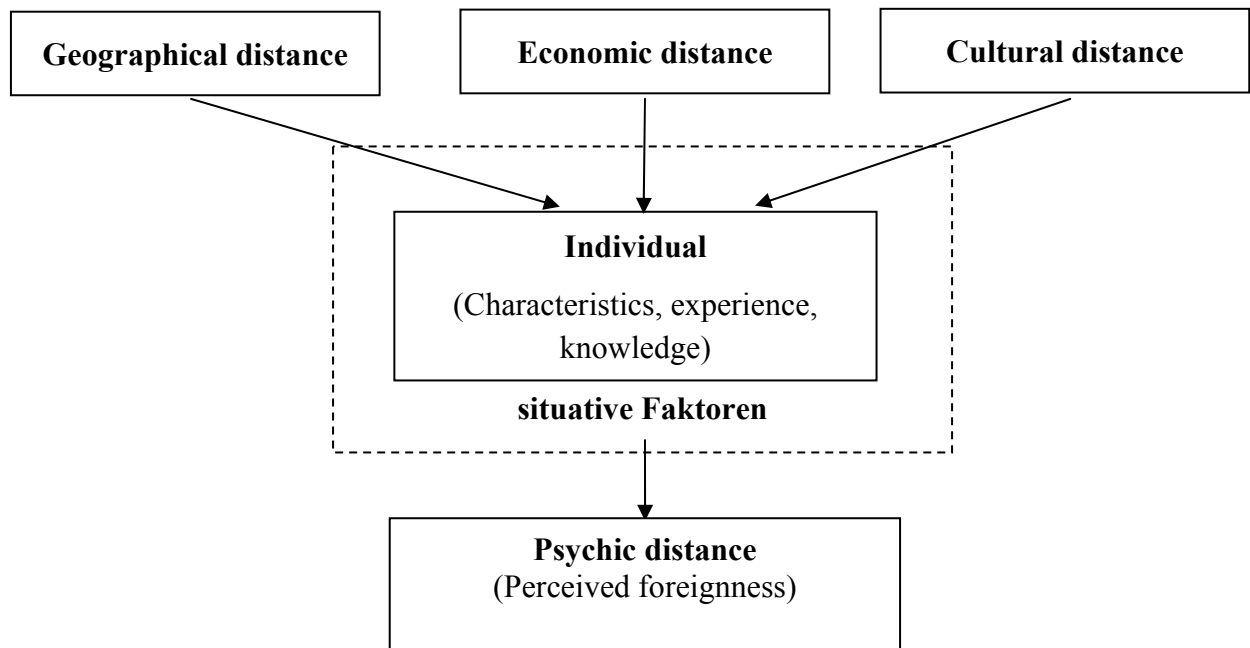 Geographical distance
Economic distance
Cultural distance
Individual
(Characteristics, experience,
knowledge)
situative Faktoren
Psychic distance
(Perceived foreignness)